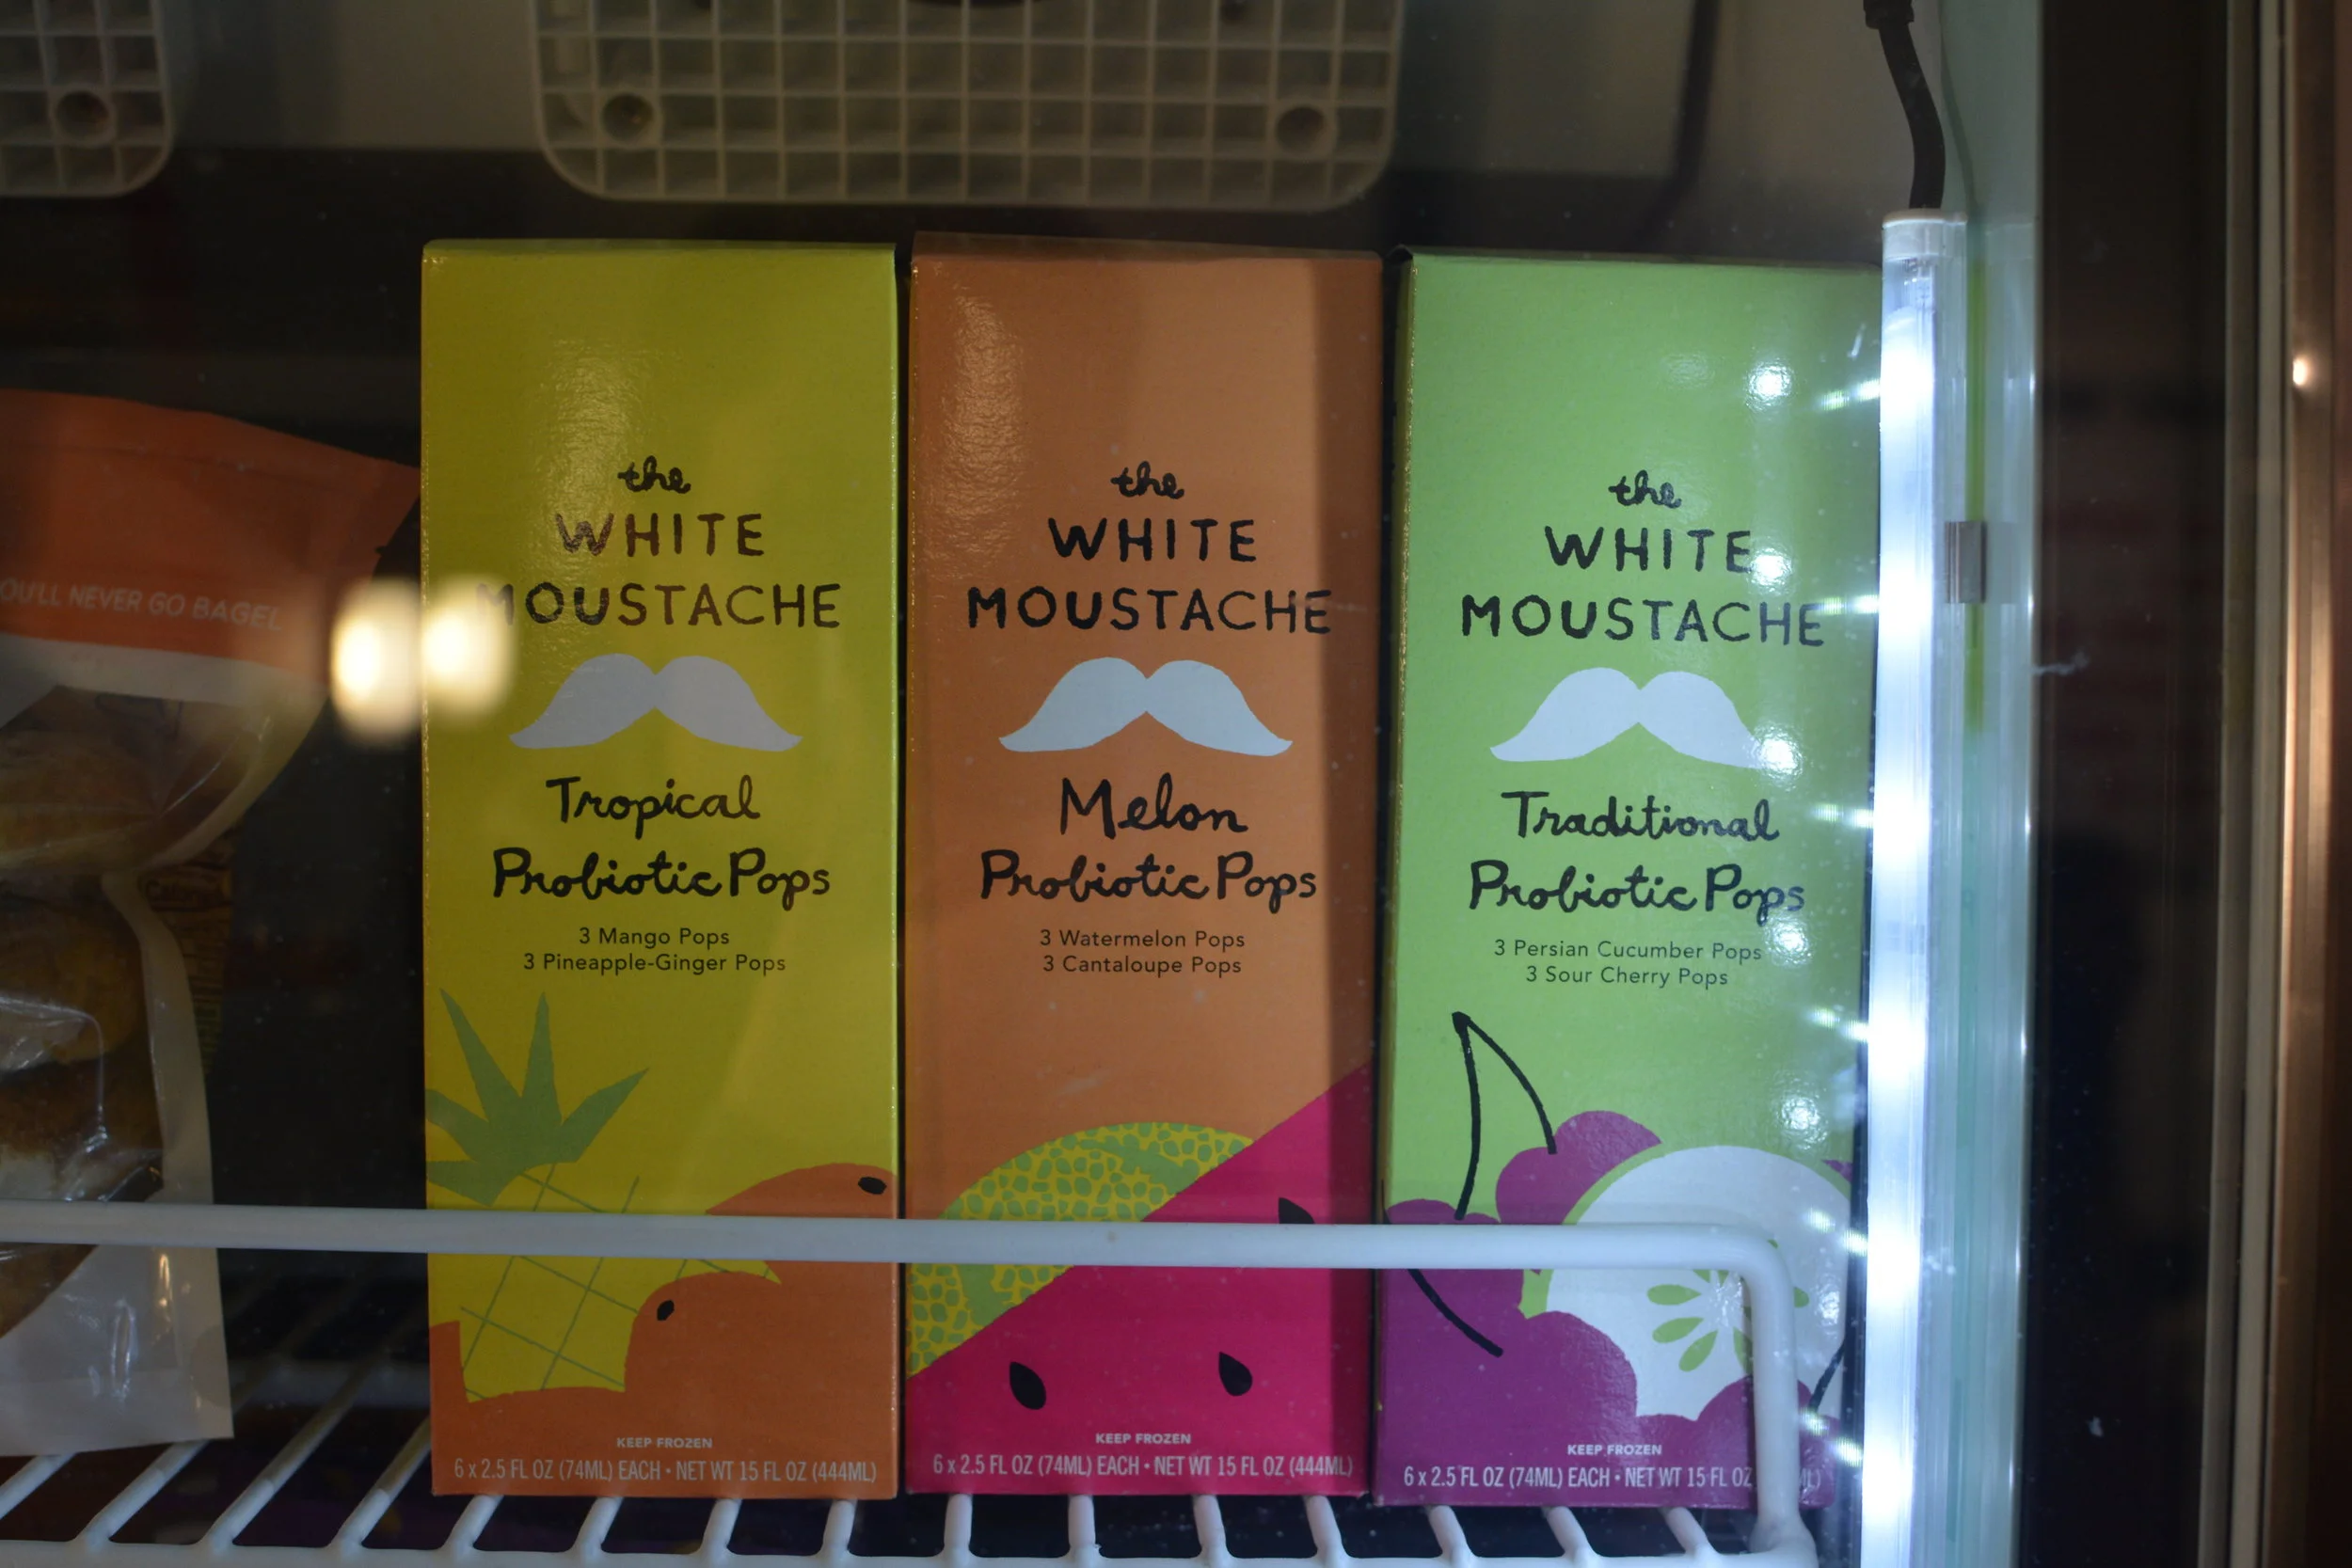 OU'LL NEVER GO BAGEL
the
WHITE
MOUSTACHE
Tropical
Probiotic Pops
3 Mango Pops
3 Pineapple-Ginger Pops
KEEP FROZEN
6 x 2.5 FL OZ (74ML) EACH • NET WT 15 FL OZ (444ML)
the
WHITE
MOUSTACHE
Melon
Probiotic Pops
3 Watermelon Pops
3 Cantaloupe Pops
KEEP FROZEN
6 x 2.5 FL OZ (74ML) EACH • NET WT 15 FL OZ (444ML)
the
WHITE
MOUSTACHE
Traditional
Probiotic Pops
3 Persian Cucumber Pops
3 Sour Cherry Pops
KEEP FROZEN
6 x 2.5 FL OZ (74ML) EACH • NET WT 15 FL OZ